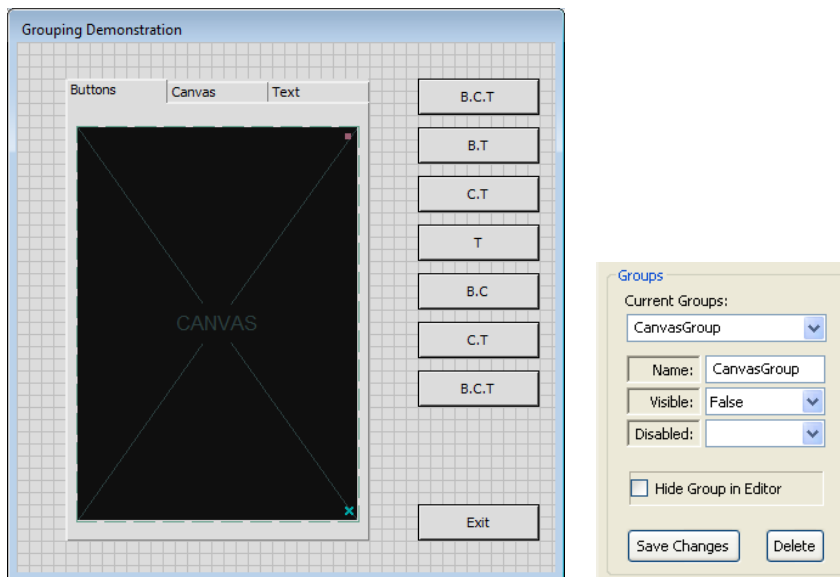 Grouping Demonstration
Buttons Canvas Text
CANVAS
B.C.T
B.T
C.T
T
B.C
C.T
B.C.T
Exit
Groups
Current Groups:
CanvasGroup
Name: CanvasGroup
Visible: False
Disabled:
Hide Group in Editor
Save Changes Delete